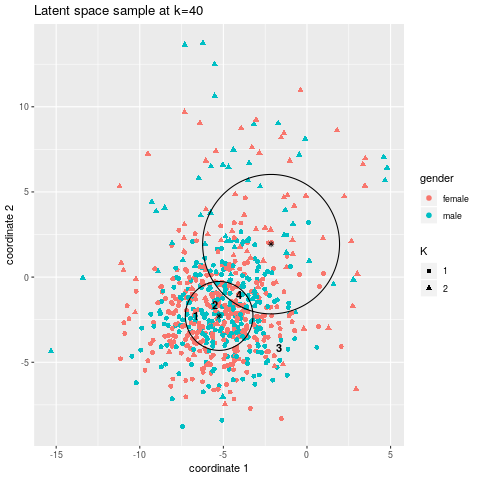 Latent space sample at k=40
10
5
0
-5
-15
-10
-5
0
5
coordinate 1
coordinate 2
1
2
4
3
gender
female
male
K
1
2